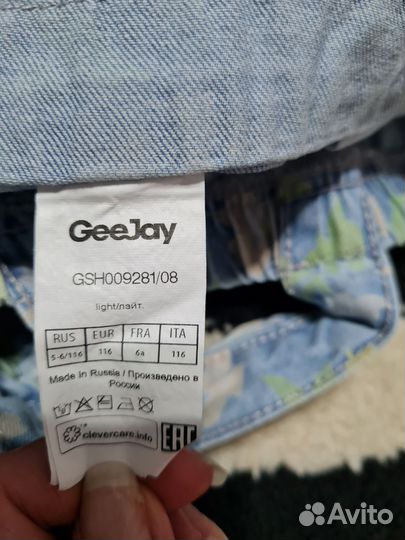 GeeJay
GSH009281/08
light/лайт.
RUS EUR FRA ITA
5-6/116 116 6a 116
Made in Russia / Произведено в
России
clevercare.info
EAC
Avito